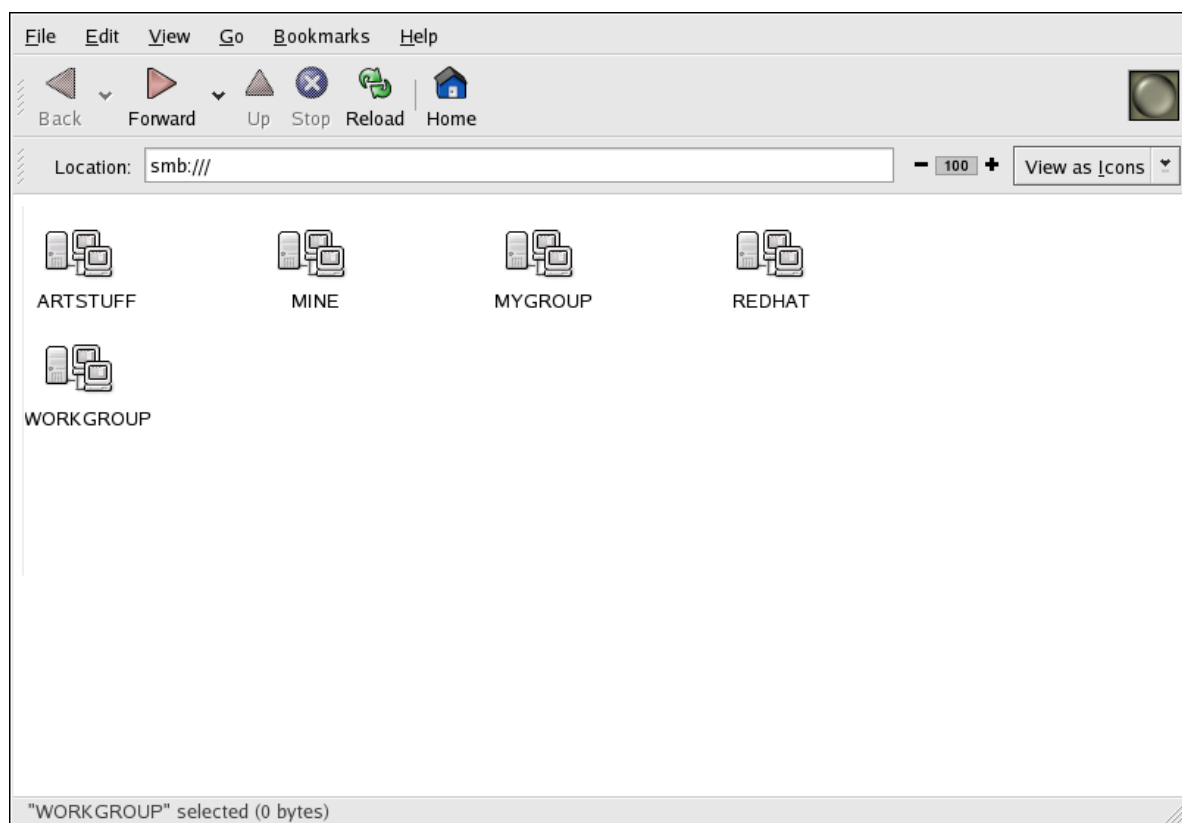 File Edit View Go Bookmarks Help
Back Forward Up Stop Reload Home
Location: smb:/// 100 View as Icons
ARTSTUFF MINE MYGROUP REDHAT
WORKGROUP
"WORKGROUP" selected (0 bytes)